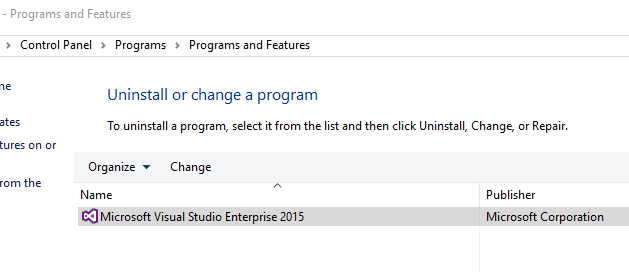 - Programs and Features
> Control Panel > Programs > Programs and Features
me
Uninstall or change a program
ates
To uninstall a program, select it from the list and then click Uninstall, Change, or Repair.
tures on or
Organize Change
rom the
Name Publisher
Microsoft Visual Studio Enterprise 2015 Microsoft Corporation